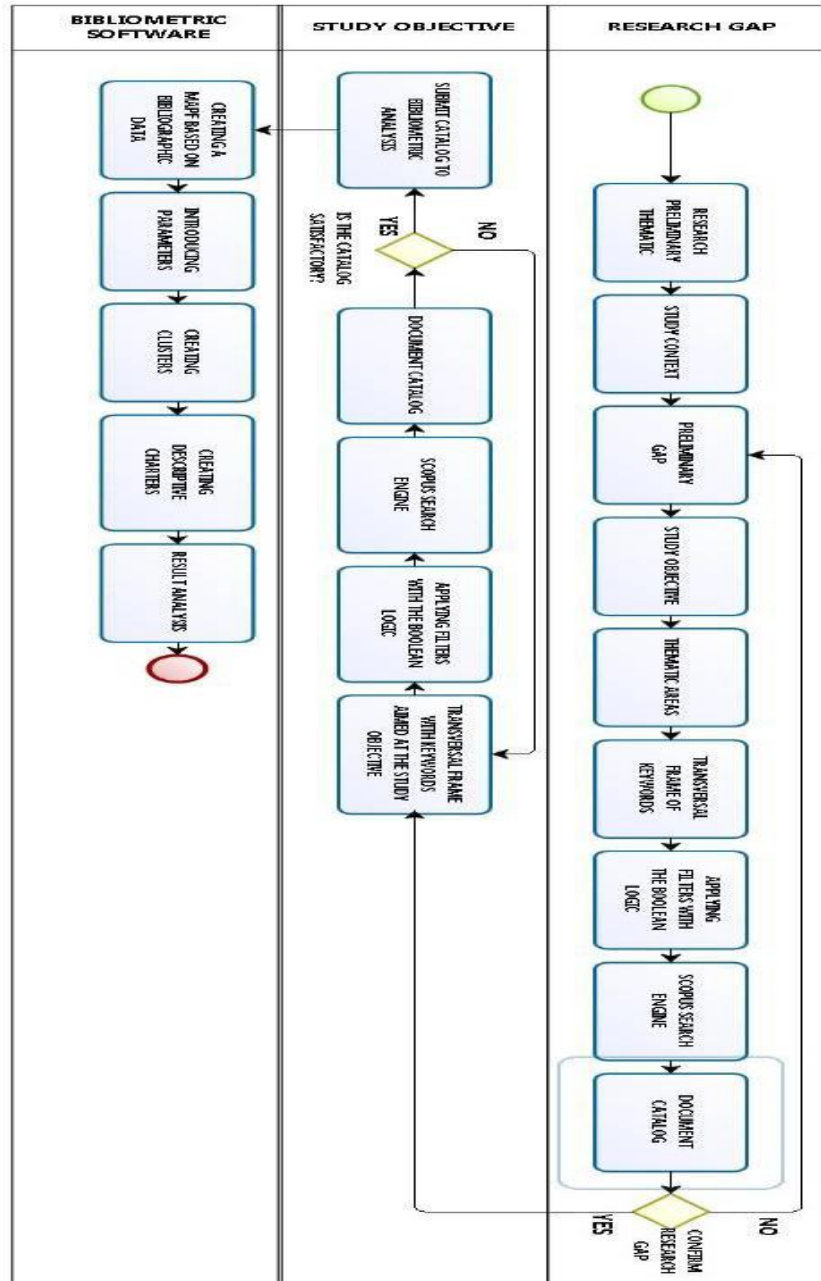 RESEARCH GAP
RESEARCH
PRELIMINARY
THEMATIC
STUDY CONTEXT
PRELIMINARY
GAP
STUDY OBJECTIVE
THEMATIC AREAS
TRANSVERSAL
FRAME OF
KEYWORDS
APPLYING
FILTERS WITH
THE BOOLEAN
LOGIC
SCOPUS SEARCH
ENGINE
DOCUMENT
CATALOG
CONFIRM
RESEARCH
GAP
NO
YES
STUDY OBJECTIVE
SUBMIT CATALOG TO
BIBLIOMETRIC
ANALYSIS
NO
YES
IS THE CATALOG
SATISFACTORY?
DOCUMENT CATALOG
SCOPUS SEARCH
ENGINE
APPLYING FILTERS
WITH THE BOOLEAN
LOGIC
TRANSVERSAL FRAME
WITH KEYWORDS
AIMED AT THE STUDY
OBJECTIVE
BIBLIOMETRIC
SOFTWARE
CREATING A
MAPF BASED ON
BIBLIOGRAPHIC
DATA
INTRODUCING
PARAMETERS
CREATING
CLUSTERS
CREATING
DESCRIPTIVE
CHARTERS
RESULT ANALYSIS